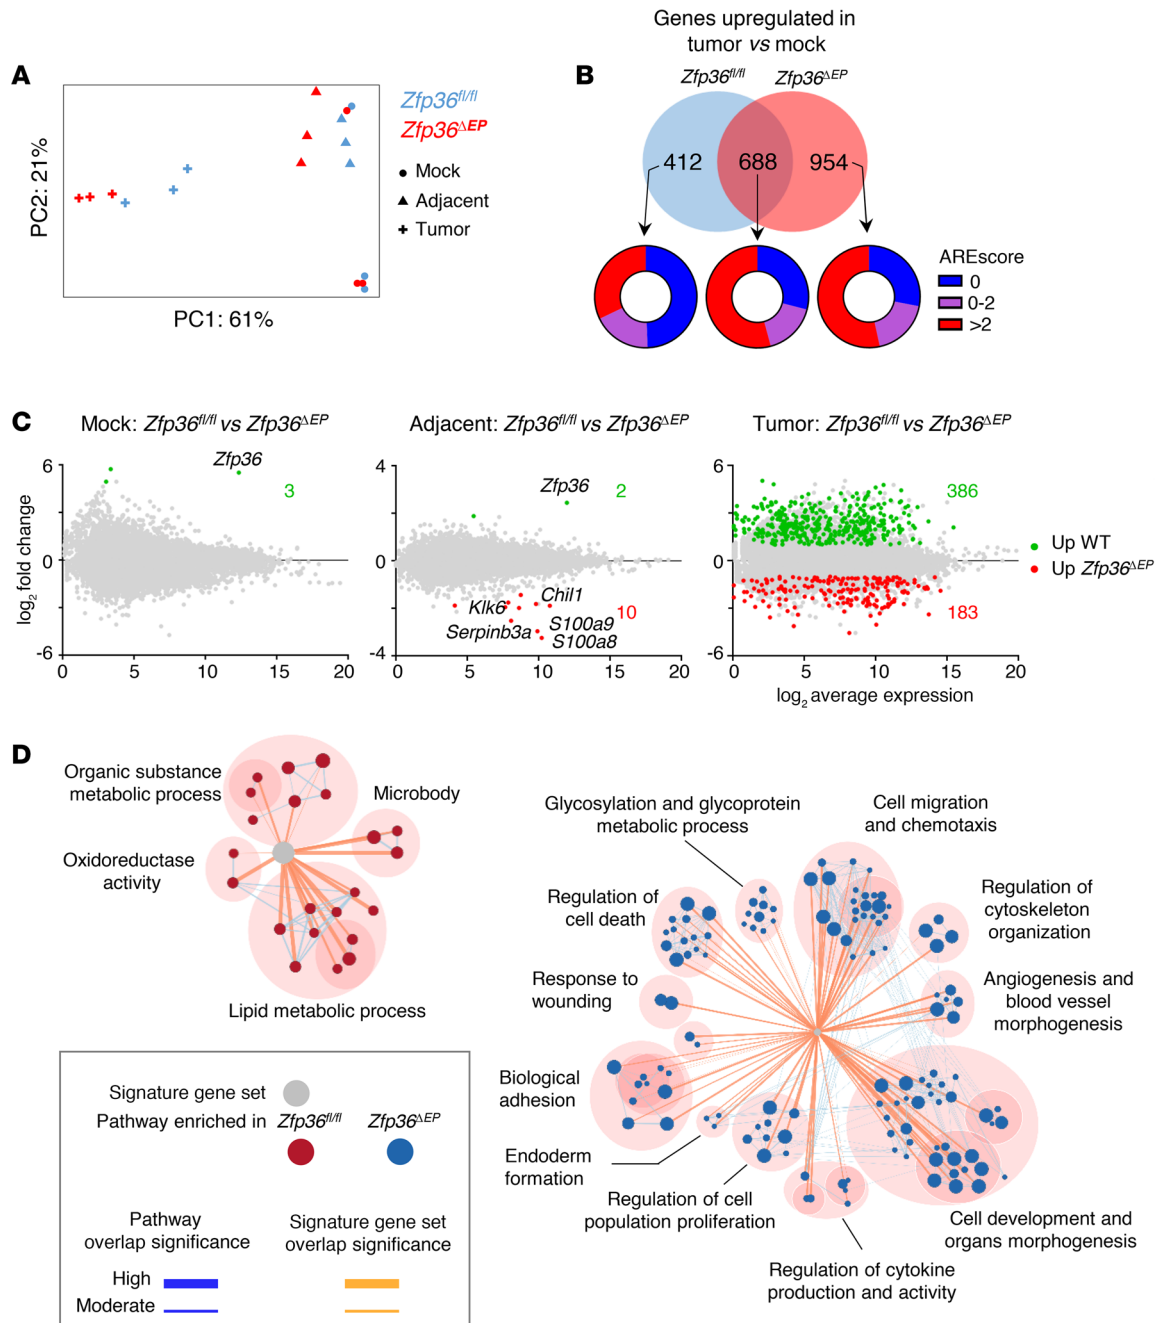 Genes upregulated in
tumor vs mock
A
B
Zfp36fl/fl
Zfp36ΔEP
Zfp36fl/fl
Zfp36ΔEP
Mock
Adjacent
Tumor
PC2: 21%
PC1: 61%
412
688
954
AREscore
0
0-2
>2
C
Mock: Zfp36fl/fl vs Zfp36ΔEP
Adjacent: Zfp36fl/fl vs Zfp36ΔEP
Tumor: Zfp36fl/fl vs Zfp36ΔEP
log2 fold change
6
0
-6
0
5
10
15
20
Zfp36
3
4
0
-4
0
5
10
15
20
Zfp36
2
Klk6
Chil1
10
Serpinb3a
S100a9
S100a8
6
0
-6
0
5
10
15
20
386
183
log2 average expression
Up WT
Up Zfp36ΔEP
D
Organic substance
metabolic process
Microbody
Oxidoreductase
activity
Lipid metabolic process
Glycosylation and glycoprotein
metabolic process
Cell migration
and chemotaxis
Regulation of
cell death
Regulation of
cytoskeleton
organization
Response to
wounding
Angiogenesis and
blood vessel
morphogenesis
Biological
adhesion
Endoderm
formation
Regulation of cell
population proliferation
Cell development and
organs morphogenesis
Regulation of cytokine
production and activity
Signature gene set
Pathway enriched in
Zfp36fl/fl
Zfp36ΔEP
Pathway
overlap significance
Signature gene set
overlap significance
High
Moderate